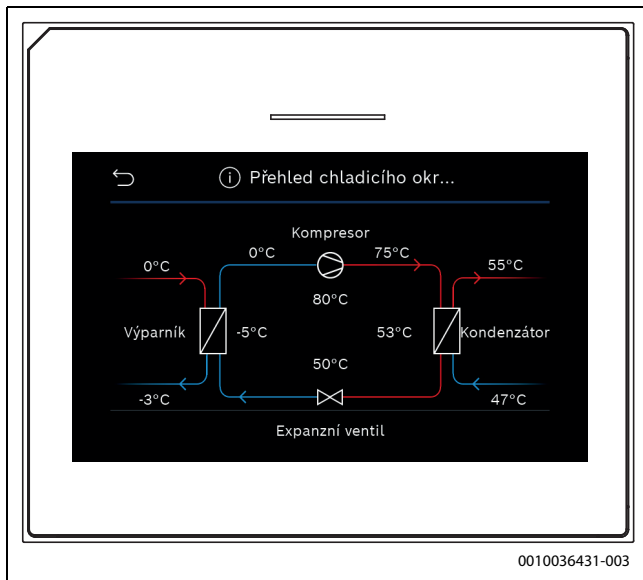 Přehled chladicího okr...
Kompresor
0°C
0°C
75°C
55°C
80°C
Výparník
-5°C
53°C
Kondenzátor
50°C
-3°C
47°C
Expanzní ventil
0010036431-003